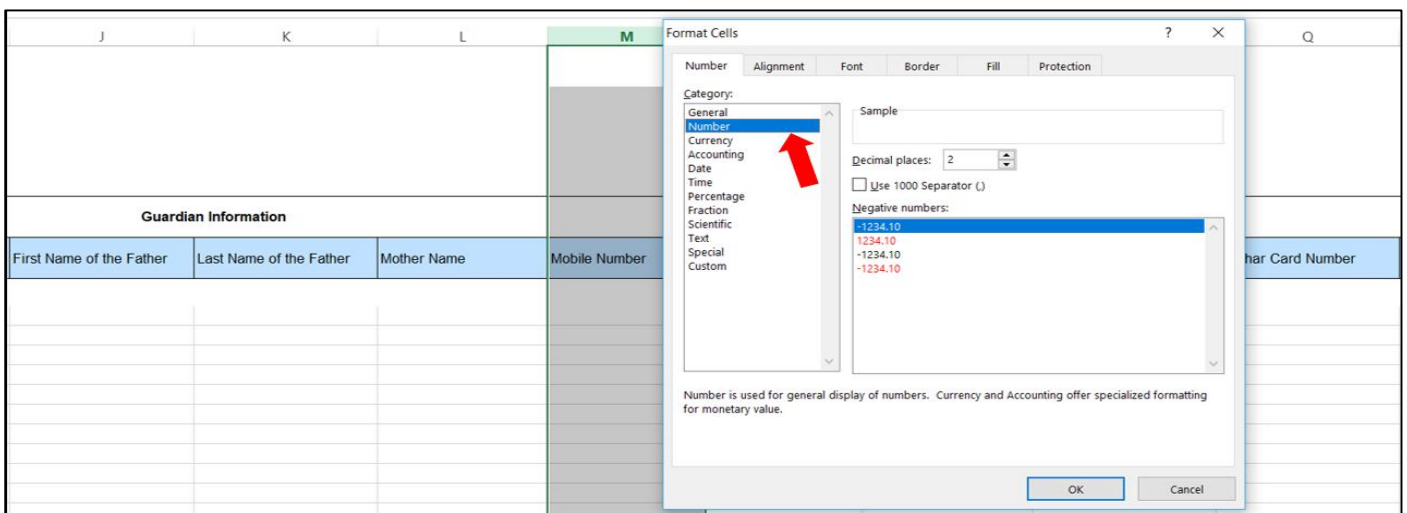 J K L M Q
Format Cells ? ×
Number Alignment Font Border Fill Protection
Category:
General
Number
Currency
Accounting
Date
Time
Percentage
Fraction
Scientific
Text
Special
Custom
Sample
Decimal places: 2
Use 1000 Separator (,)
Negative numbers:
-1234.10
1234.10
-1234.10
-1234.10
Guardian Information
First Name of the Father Last Name of the Father Mother Name Mobile Number har Card Number
Number is used for general display of numbers. Currency and Accounting offer specialized formatting
for monetary value.
OK Cancel